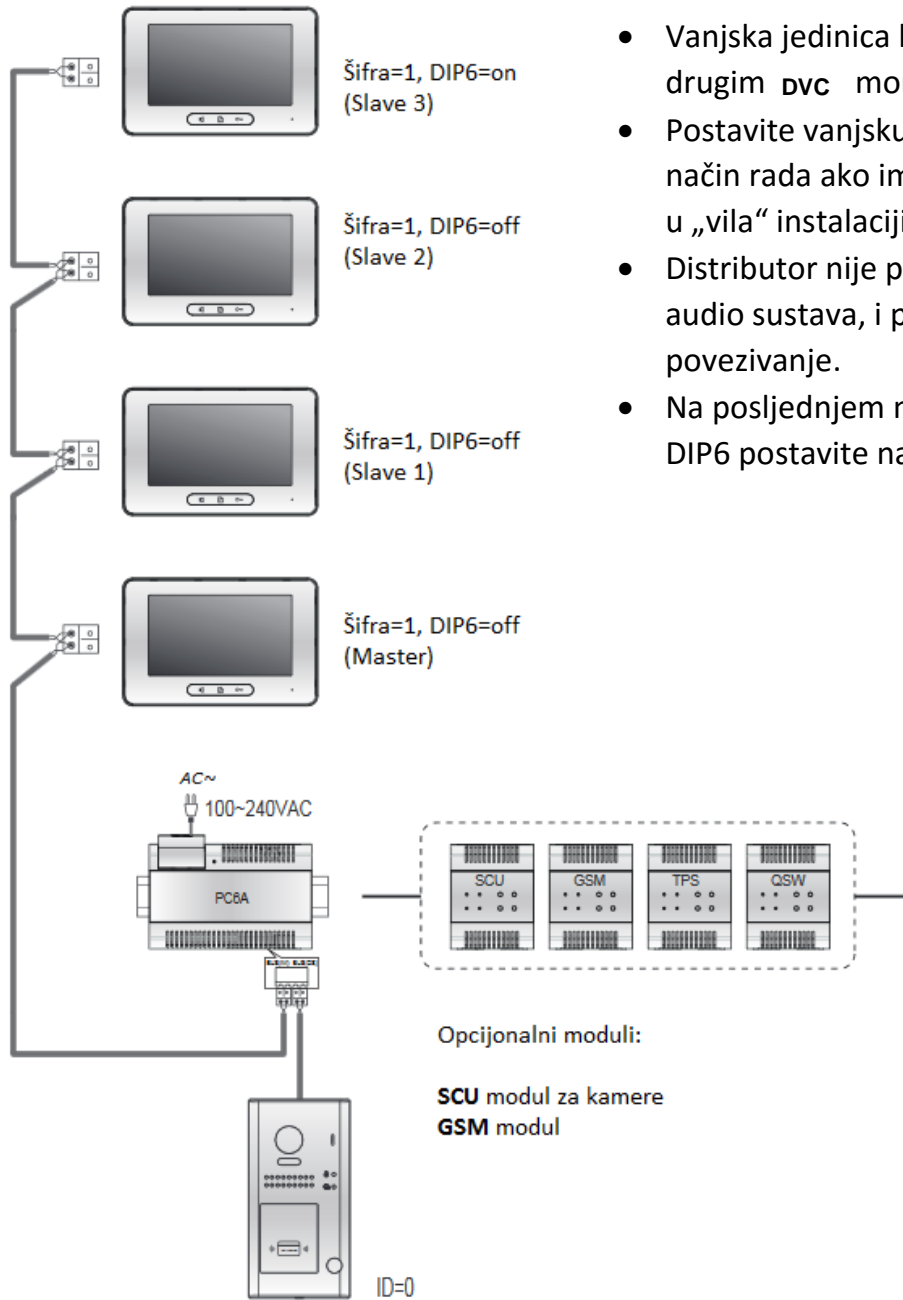 Šifra=1, DIP6=on
(Slave 3)
Šifra=1, DIP6=off
(Slave 2)
Šifra=1, DIP6=off
(Slave 1)
Šifra=1, DIP6=off
(Master)
• Vanjska jedinica
drugim DVC mo
• Postavite vanjsku
način rada ako im
u „vila“ instalaciji
• Distributor nije p
audio sustava, i p
povezivanje.
• Na posljednjem
DIP6 postavite na
AC~
100~240VAC
PC6A
SCU GSM TPS QSW
Opcijonalni moduli:
SCU modul za kamere
GSM modul
ID=0